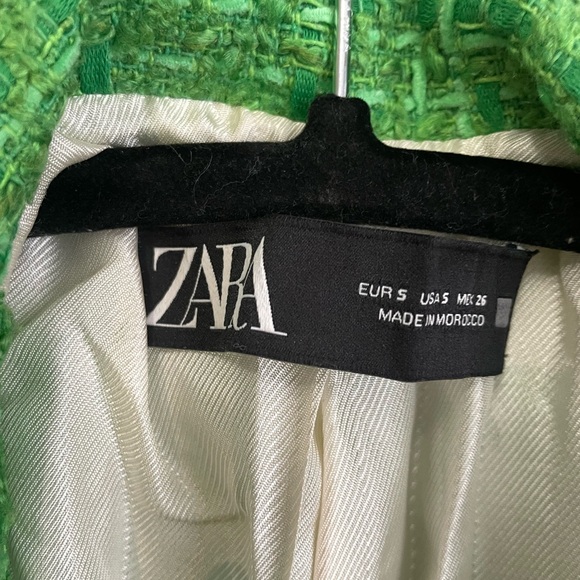 ZARA
EUR S USA S MEX 26
MADE IN MOROCCO